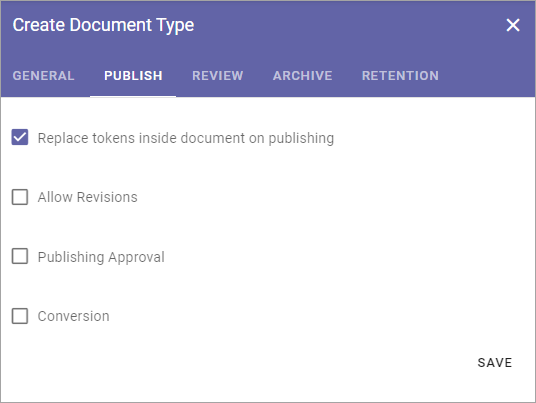 Create Document Type
GENERAL PUBLISH REVIEW ARCHIVE RETENTION
Replace tokens inside document on publishing
Allow Revisions
Publishing Approval
Conversion
SAVE